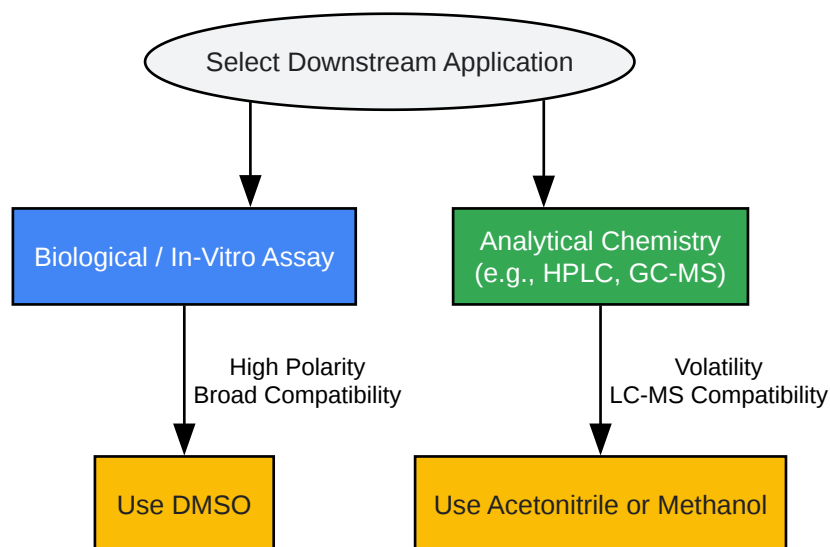 Select Downstream Application
Biological / In-Vitro Assay
Analytical Chemistry
(e.g., HPLC, GC-MS)
High Polarity
Broad Compatibility
Volatility
LC-MS Compatibility
Use DMSO
Use Acetonitrile or Methanol